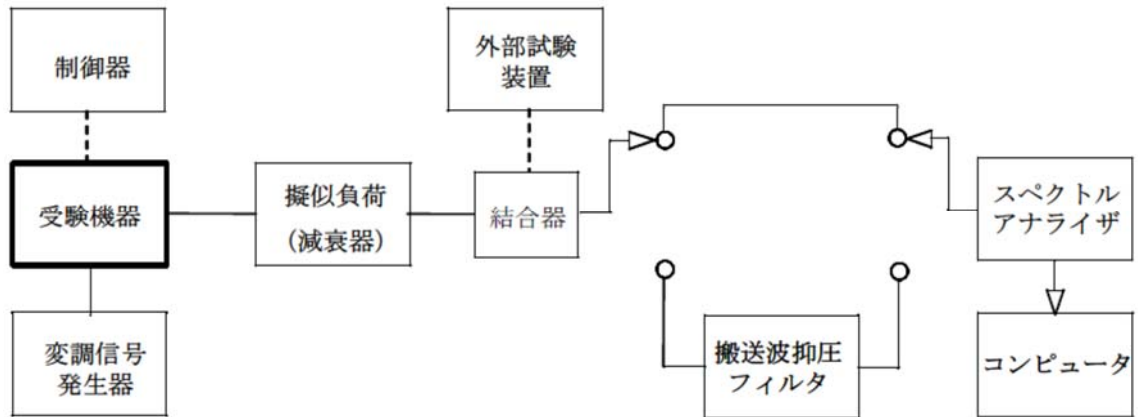 制御器
外部試験
装置
受験機器
擬似負荷
（減衰器）
結合器
スペクトル
アナライザ
変調信号
発生器
搬送波抑圧
フィルタ
コンピュータ